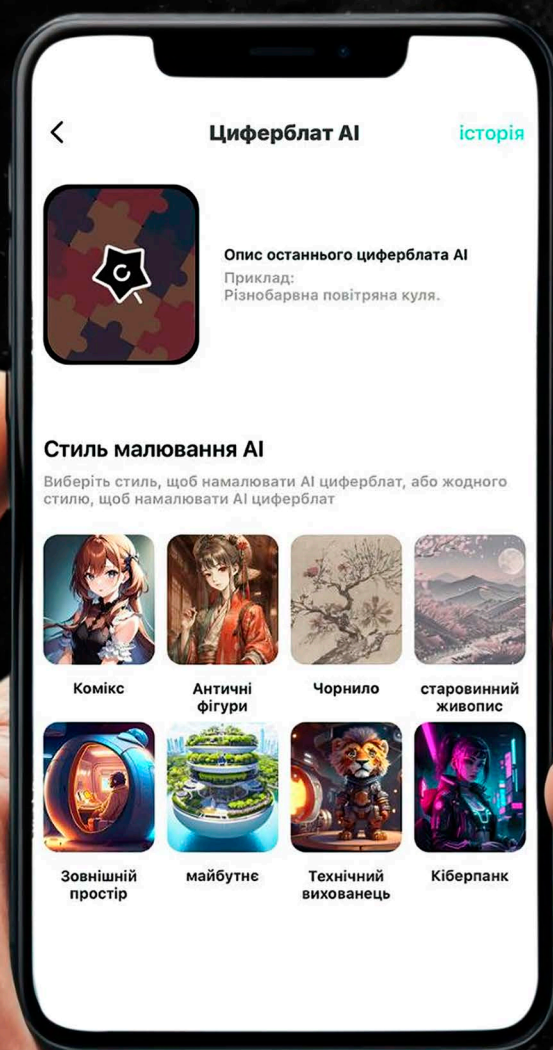 Циферблат AI
історія
Опис останнього циферблата AI
Приклад:
Різнобарвна повітряна куля.
Стиль малювання AI
Виберіть стиль, щоб намалювати AI циферблат, або жодного
стилю, щоб намалювати AI циферблат
Комікс
Античні
фігури
Чорнило
старовинний
живопис
Зовнішній
простір
майбутнє
Технічний
вихованець
Кіберпанк